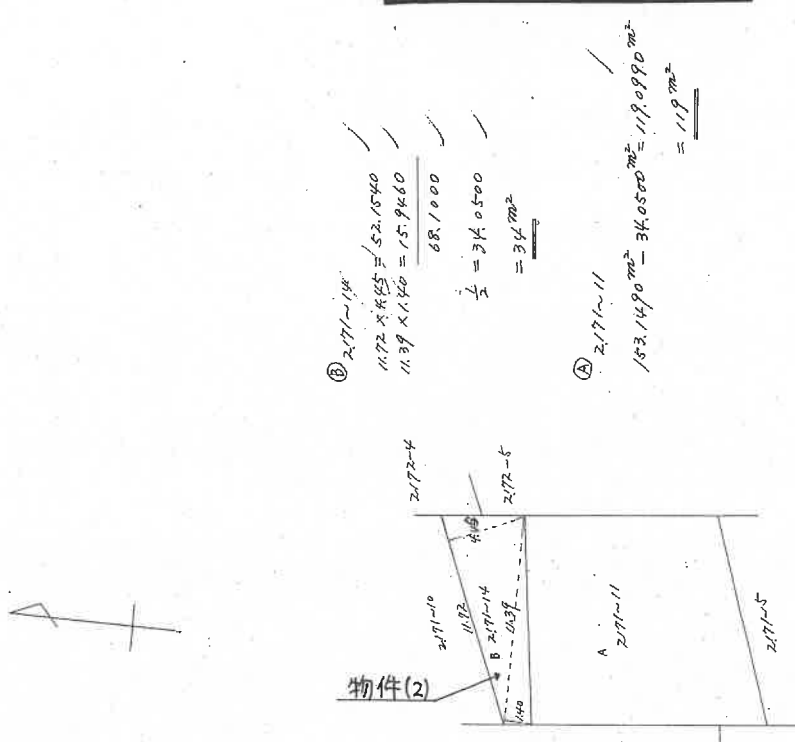 Ⓑ 2171~14
11.72 × 4.45 = 52.1540
11.39 × 1.40 = 15.9460
68.1000
1/2 = 34.0500
= 34 m²
Ⓐ 2171~11
153.1490 m² - 34.0500 m² = 119.0990 m²
= 119 m²
2172-4
2172-5
4.45
2171~10
11.72
B 2171~14
11.39
1.40
物件(2)
A
2171~11
2171~5